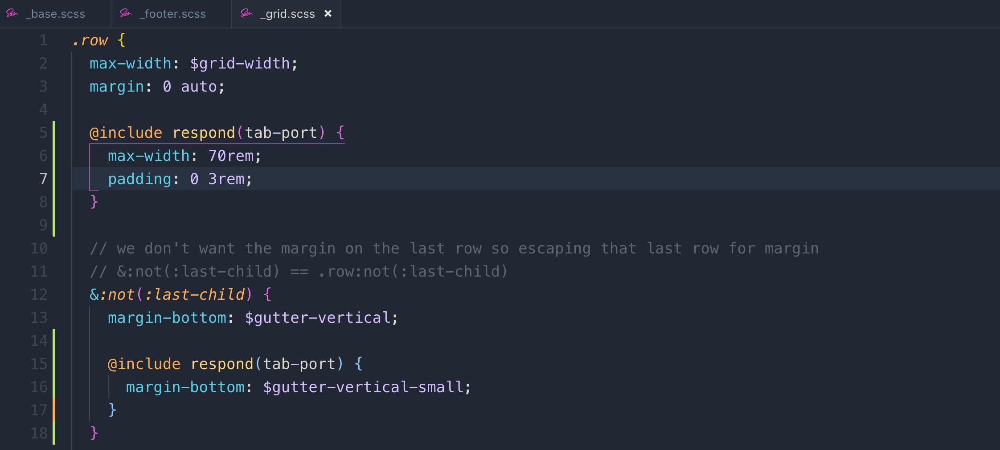 _base.scss _footer.scss _grid.scss ×
1 .row {
2 max-width: $grid-width;
3 margin: 0 auto;
4
5 @include respond(tab-port) {
6 max-width: 70rem;
7 padding: 0 3rem;
8 }
9
10 // we don't want the margin on the last row so escaping that last row for margin
11 // &:not(:last-child) == .row:not(:last-child)
12 &:not(:last-child) {
13 margin-bottom: $gutter-vertical;
14
15 @include respond(tab-port) {
16 margin-bottom: $gutter-vertical-small;
17 }
18 }